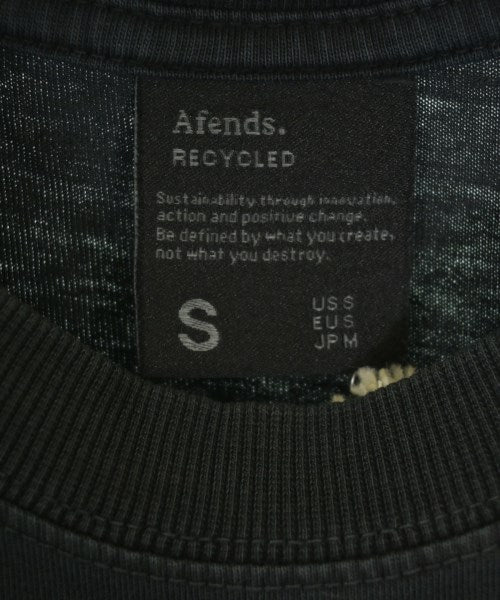 Afends.
RECYCLED
Sustainability through innovation,
action and positive change.
Be defined by what you create,
not what you destroy.
S
US S
EU S
JP M